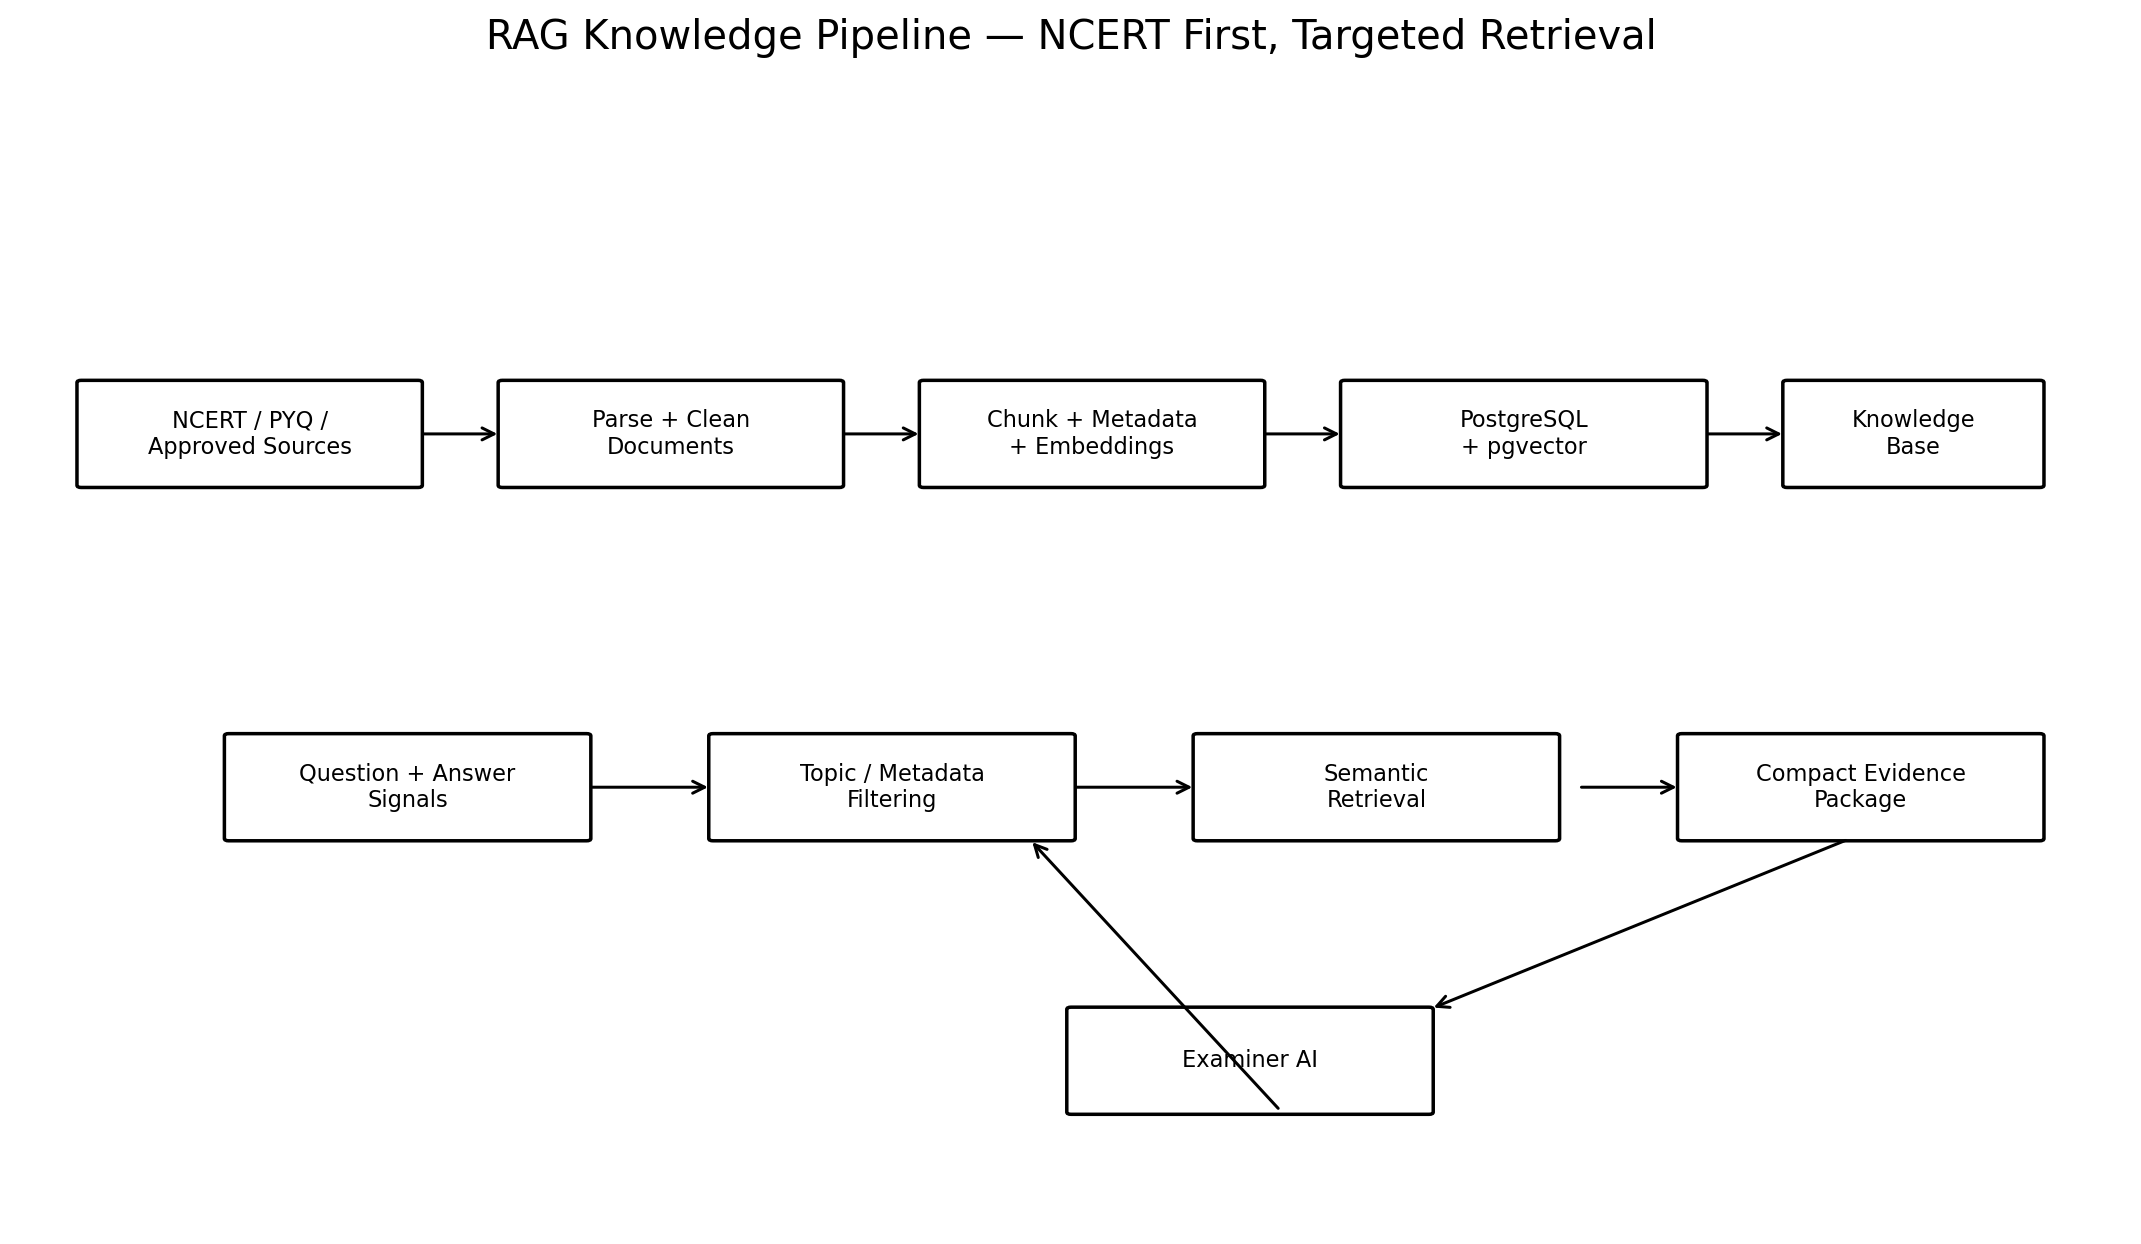 RAG Knowledge Pipeline — NCERT First, Targeted Retrieval
NCERT / PYQ /
Approved Sources
Parse + Clean
Documents
Chunk + Metadata
+ Embeddings
PostgreSQL
+ pgvector
Knowledge
Base
Question + Answer
Signals
Topic / Metadata
Filtering
Semantic
Retrieval
Compact Evidence
Package
Examiner AI